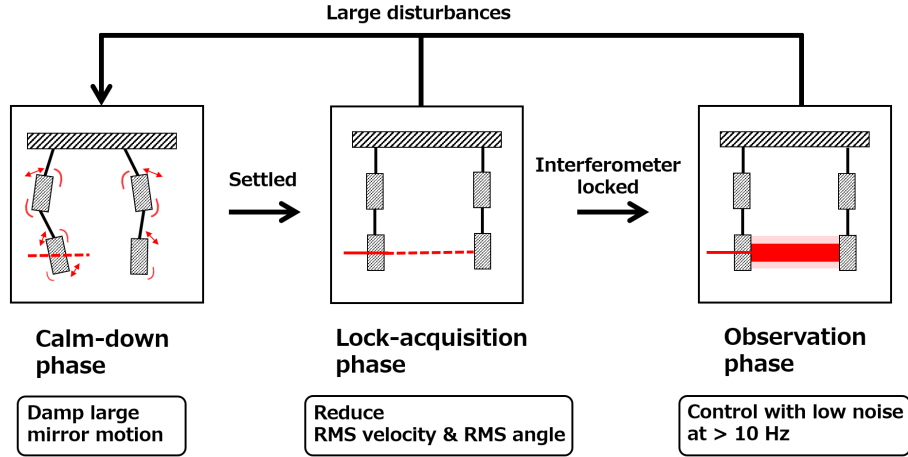 Large disturbances
Settled
Interferometer
locked
Calm-down
phase
Lock-acquisition
phase
Observation
phase
Damp large
mirror motion
Reduce
RMS velocity & RMS angle
Control with low noise
at > 10 Hz